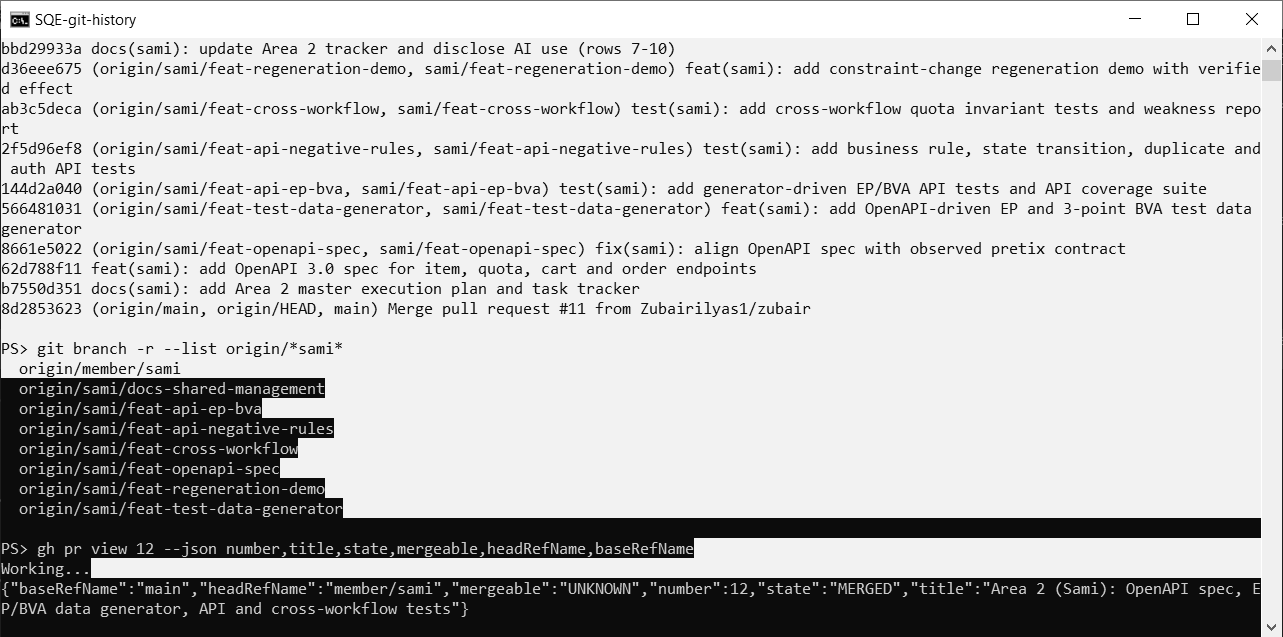 SQE-git-history
bbd29933a docs(sami): update Area 2 tracker and disclose AI use (rows 7-10)
d36eee675 (origin/sami/feat-regeneration-demo, sami/feat-regeneration-demo) feat(sami): add constraint-change regeneration demo with verifie
d effect
ab3c5deca (origin/sami/feat-cross-workflow, sami/feat-cross-workflow) test(sami): add cross-workflow quota invariant tests and weakness repo
rt
2f5d96ef8 (origin/sami/feat-api-negative-rules, sami/feat-api-negative-rules) test(sami): add business rule, state transition, duplicate and
 auth API tests
144d2a040 (origin/sami/feat-api-ep-bva, sami/feat-api-ep-bva) test(sami): add generator-driven EP/BVA API tests and API coverage suite
566481031 (origin/sami/feat-test-data-generator, sami/feat-test-data-generator) feat(sami): add OpenAPI-driven EP and 3-point BVA test data
generator
8661e5022 (origin/sami/feat-openapi-spec, sami/feat-openapi-spec) fix(sami): align OpenAPI spec with observed pretix contract
62d788f11 feat(sami): add OpenAPI 3.0 spec for item, quota, cart and order endpoints
b7550d351 docs(sami): add Area 2 master execution plan and task tracker
8d2853623 (origin/main, origin/HEAD, main) Merge pull request #11 from Zubairilyas1/zubair
PS> git branch -r --list origin/*sami*
  origin/member/sami
  origin/sami/docs-shared-management
  origin/sami/feat-api-ep-bva
  origin/sami/feat-api-negative-rules
  origin/sami/feat-cross-workflow
  origin/sami/feat-openapi-spec
  origin/sami/feat-regeneration-demo
  origin/sami/feat-test-data-generator
PS> gh pr view 12 --json number,title,state,mergeable,headRefName,baseRefName
Working...
{"baseRefName":"main","headRefName":"member/sami","mergeable":"UNKNOWN","number":12,"state":"MERGED","title":"Area 2 (Sami): OpenAPI spec, E
P/BVA data generator, API and cross-workflow tests"}